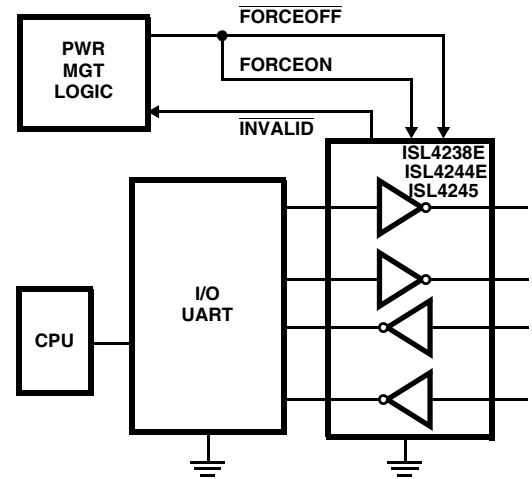 FORCEOFF
PWR
MGT
LOGIC
FORCEON
INVALID
ISL4238E
ISL4244E
ISL4245
I/O
UART
CPU